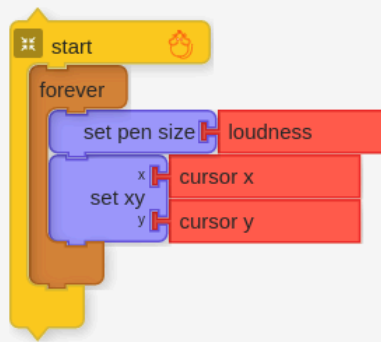 start
forever
set pen size loudness
x cursor x
set xy
y cursor y